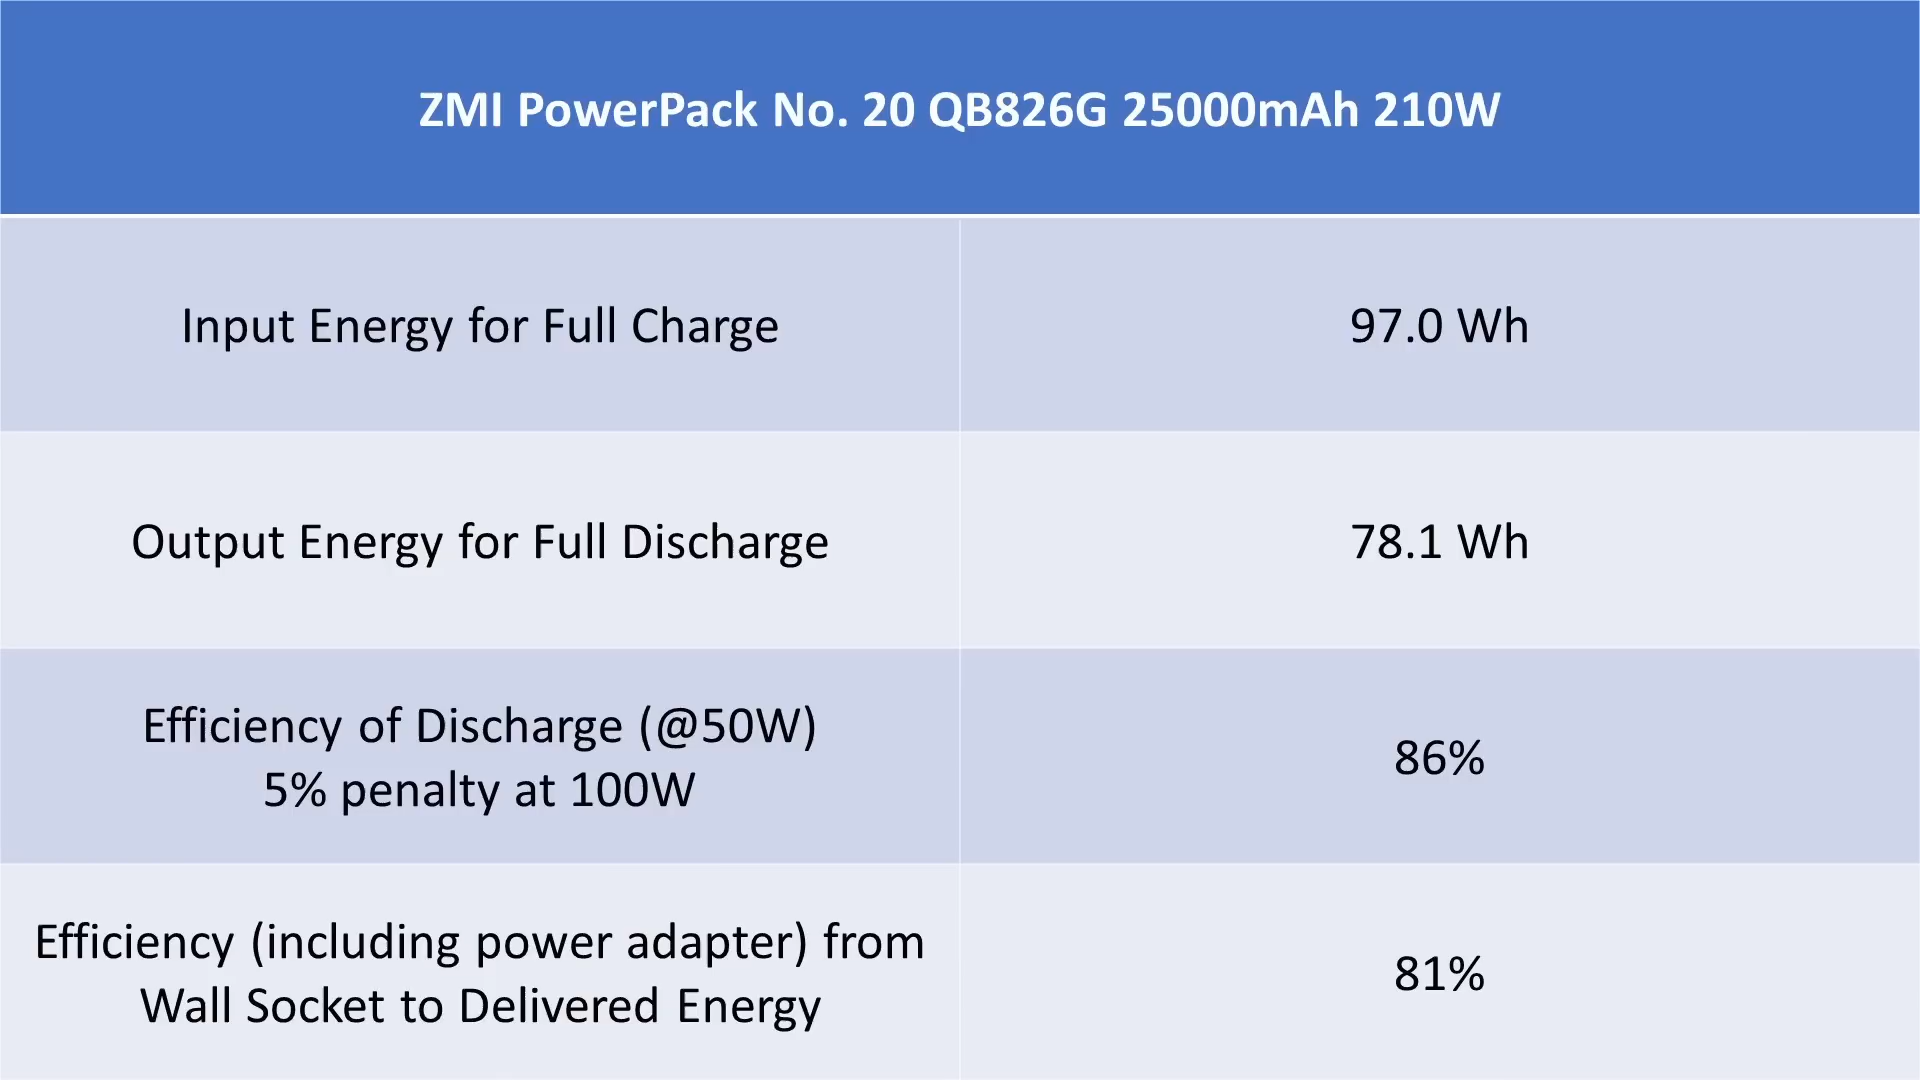 ZMI PowerPack No. 20 QB826G 25000mAh 210W
Input Energy for Full Charge
97.0 Wh
Output Energy for Full Discharge
78.1 Wh
Efficiency of Discharge (@50W)
5% penalty at 100W
86%
Efficiency (including power adapter) from
Wall Socket to Delivered Energy
81%